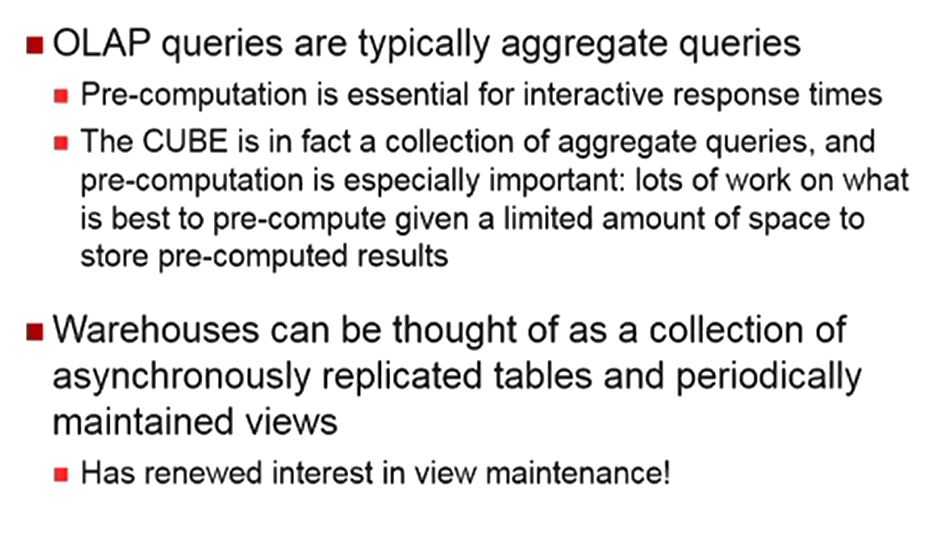 OLAP queries are typically aggregate queries
Pre-computation is essential for interactive response times
The CUBE is in fact a collection of aggregate queries, and
pre-computation is especially important: lots of work on what
is best to pre-compute given a limited amount of space to
store pre-computed results
Warehouses can be thought of as a collection of
asynchronously replicated tables and periodically
maintained views
Has renewed interest in view maintenance!